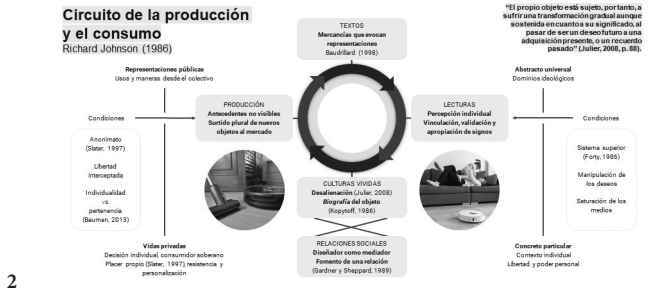 Circuito de la producción
y el consumo
Richard Johnson (1986)
TEXTOS
Mercancías que evocan
representaciones
Baudrillard (1998)
“El propio objeto está sujeto, por tanto, a
sufrir una transformación gradual aunque
sostenida en cuanto a su significado, al
pasar de ser un deseo futuro a una
adquisición presente, o un recuerdo
pasado” (Julier, 2008, p. 88).
Representaciones públicas
Usos y maneras desde el colectivo
Abstracto universal
Dominios ideológicos
Condiciones
PRODUCCIÓN
Antecedentes no visibles
Surtido plural de nuevos
objetos al mercado
LECTURAS
Percepción individual
Vinculación, validación y
apropiación de signos
Condiciones
Anonimato
(Slater, 1997)
Libertad
interceptada
Individualidad
vs.
pertenencia
(Bauman, 2013)
Sistema superior
(Forty, 1986)
Manipulación de
los deseos
Saturación de los
medios
CULTURAS VIVIDAS
Desalienación (Julier, 2008)
Biografía del objeto
(Kopytoff, 1986)
RELACIONES SOCIALES
Diseñador como mediador
Fomento de una relación
(Gardner y Sheppard, 1989)
Vidas privadas
Decisión individual, consumidor soberano
Placer propio (Slater, 1997), resistencia y
personalización
Concreto particular
Contexto individual
Libertad y poder personal
2